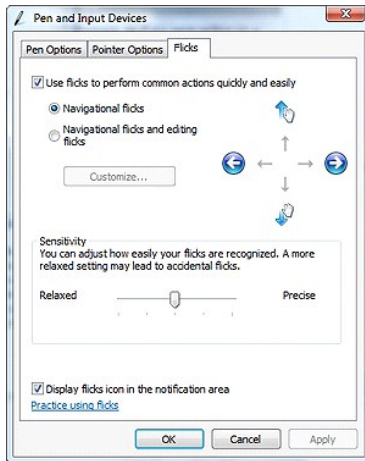 Pen and Input Devices
Pen Options
Pointer Options
Flicks
Use flicks to perform common actions quickly and easily
Navigational flicks
Navigational flicks and editing
flicks
Customize...
Sensitivity
You can adjust how easily your flicks are recognized. A more
relaxed setting may lead to accidental flicks.
Relaxed
Precise
Display flicks icon in the notification area
Practice using flicks
OK
Cancel
Apply